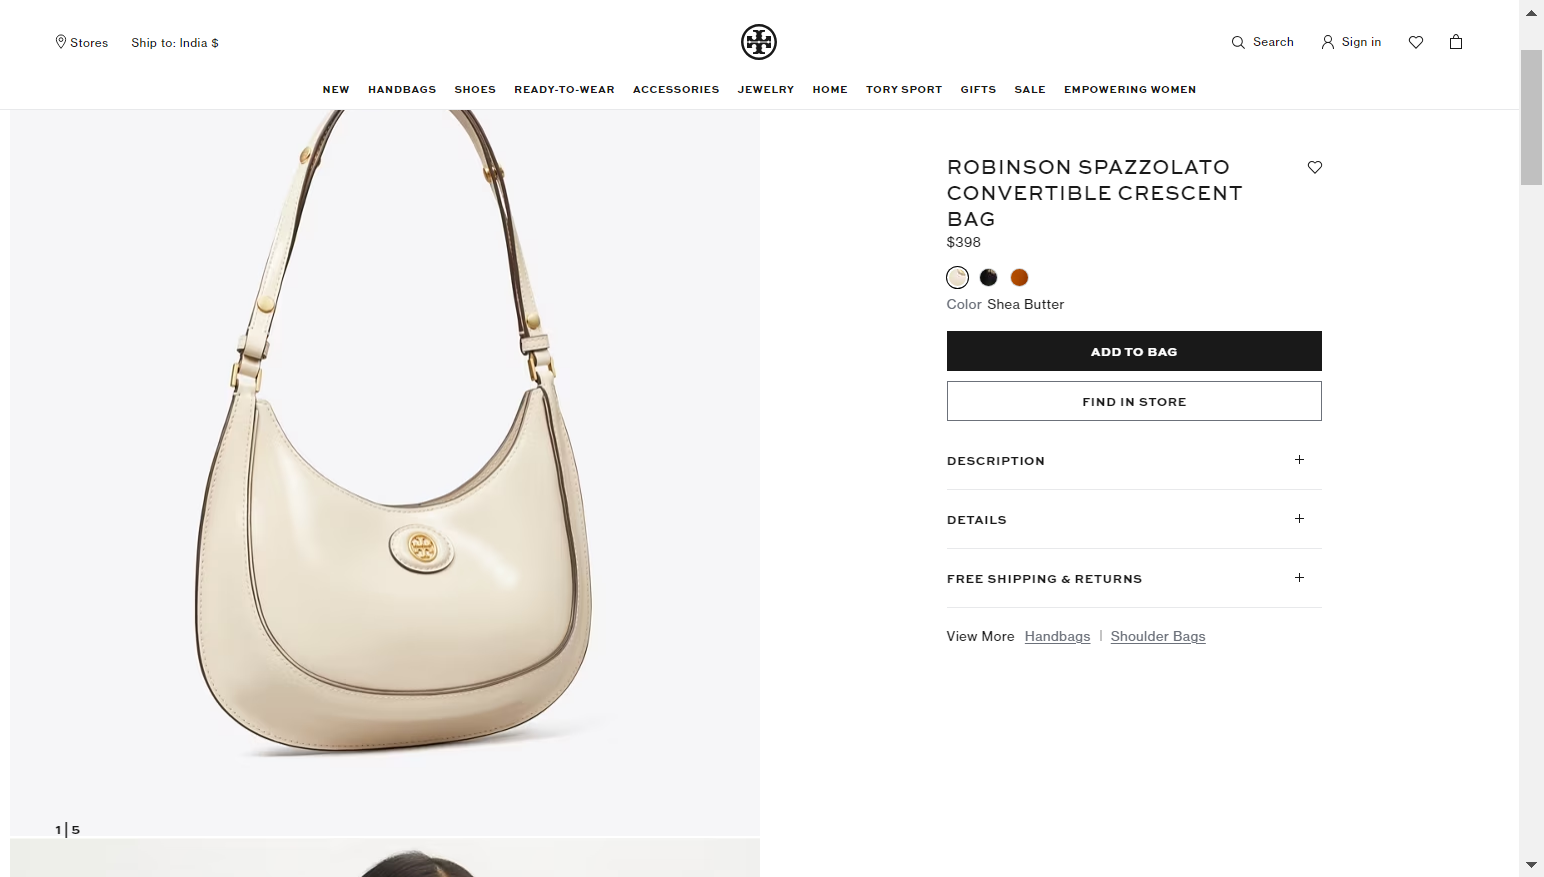 Stores
Ship to: India $
Search
Sign in
NEW HANDBAGS SHOES READY-TO-WEAR ACCESSORIES JEWELRY HOME TORY SPORT GIFTS SALE EMPOWERING WOMEN
ROBINSON SPAZZOLATO
CONVERTIBLE CRESCENT
BAG
$398
Color Shea Butter
ADD TO BAG
FIND IN STORE
DESCRIPTION +
DETAILS +
FREE SHIPPING & RETURNS +
View More Handbags | Shoulder Bags
1 | 5